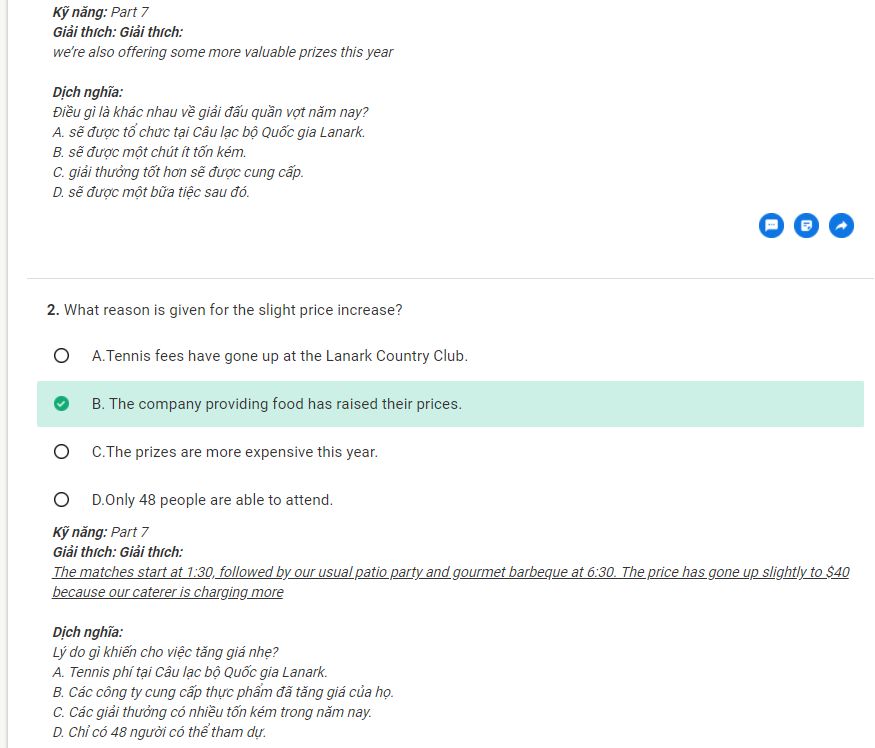 Kỹ năng: Part 7
Giải thích: Giải thích:
we're also offering some more valuable prizes this year
Dịch nghĩa:
Điều gì là khác nhau về giải đấu quần vợt năm nay?
A. sẽ được tổ chức tại Câu lạc bộ Quốc gia Lanark.
B. sẽ được một chút ít tốn kém.
C. giải thưởng tốt hơn sẽ được cung cấp.
D. sẽ được một bữa tiệc sau đó.
2. What reason is given for the slight price increase?
A.Tennis fees have gone up at the Lanark Country Club.
B. The company providing food has raised their prices.
C.The prizes are more expensive this year.
D.Only 48 people are able to attend.
Kỹ năng: Part 7
Giải thích: Giải thích:
The matches start at 1:30, followed by our usual patio party and gourmet barbeque at 6:30. The price has gone up slightly to $40
because our caterer is charging more
Dịch nghĩa:
Lý do gì khiến cho việc tăng giá nhẹ?
A. Tennis phí tại Câu lạc bộ Quốc gia Lanark.
B. Các công ty cung cấp thực phẩm đã tăng giá của họ.
C. Các giải thưởng có nhiều tốn kém trong năm nay.
D. Chỉ có 48 người có thể tham dự.